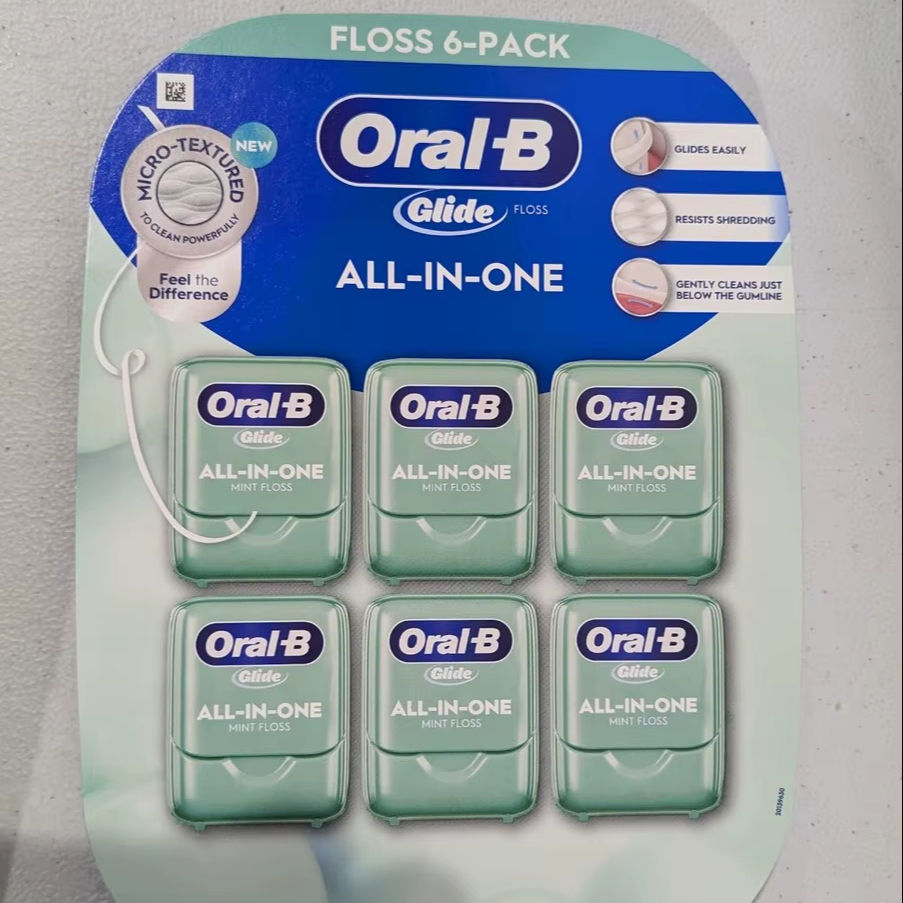 FLOSS 6-PACK
MICRO-TEXTURED
TO CLEAN POWERFULLY
NEW
Feel the
Difference
Oral-B
Glide FLOSS
ALL-IN-ONE
GLIDES EASILY
RESISTS SHREDDING
GENTLY CLEANS JUST
BELOW THE GUMLINE
Oral-B
Glide
ALL-IN-ONE
MINT FLOSS
Oral-B
Glide
ALL-IN-ONE
MINT FLOSS
Oral-B
Glide
ALL-IN-ONE
MINT FLOSS
Oral-B
Glide
ALL-IN-ONE
MINT FLOSS
Oral-B
Glide
ALL-IN-ONE
MINT FLOSS
Oral-B
Glide
ALL-IN-ONE
MINT FLOSS